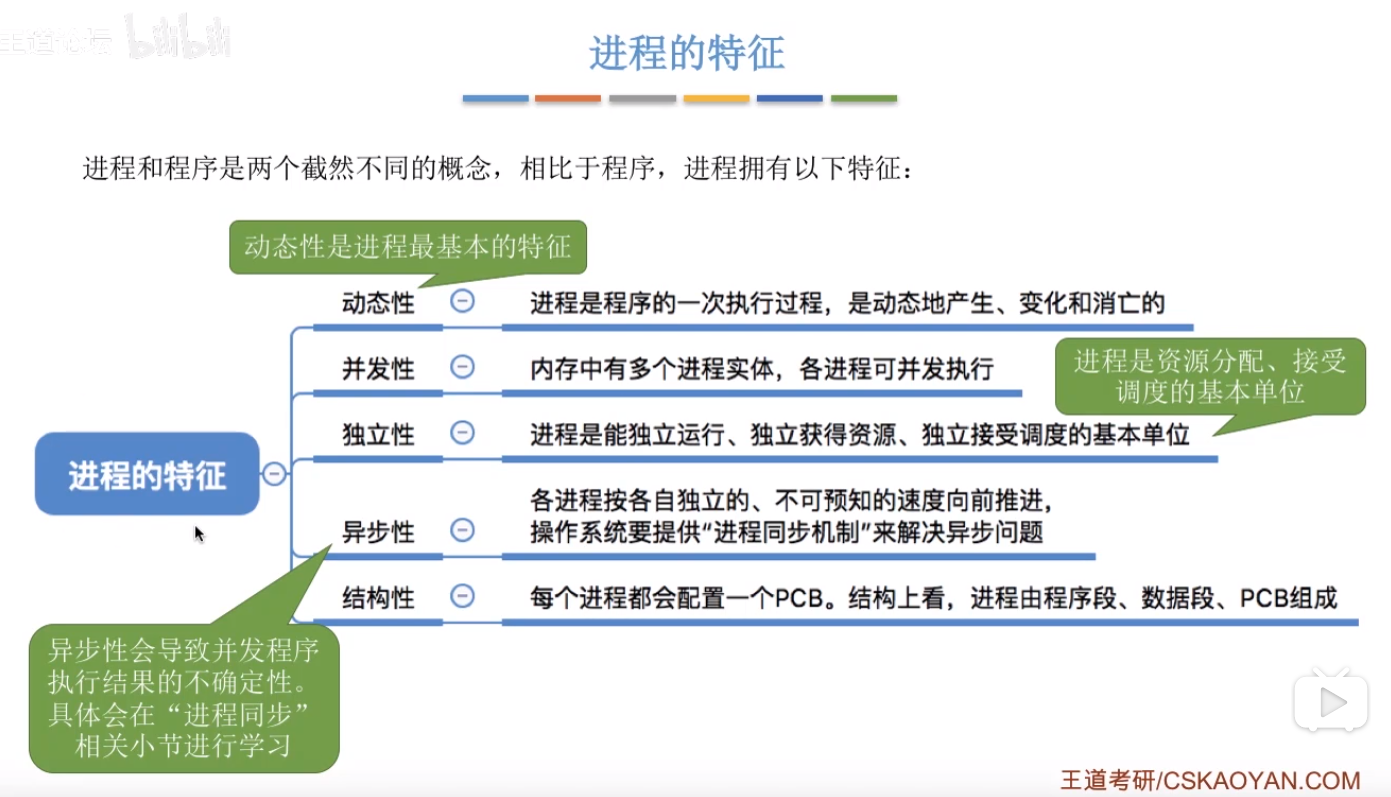 王道论坛 bilibili
进程的特征
进程和程序是两个截然不同的概念，相比于程序，进程拥有以下特征：
动态性是进程最基本的特征
动态性
进程是程序的一次执行过程，是动态地产生、变化和消亡的
并发性
内存中有多个进程实体，各进程可并发执行
进程是资源分配、接受
调度的基本单位
独立性
进程是能独立运行、独立获得资源、独立接受调度的基本单位
进程的特征
异步性
各进程按各自独立的、不可预知的速度向前推进，
操作系统要提供“进程同步机制”来解决异步问题
结构性
每个进程都会配置一个PCB。结构上看，进程由程序段、数据段、PCB组成
异步性会导致并发程序
执行结果的不确定性。
具体会在“进程同步”
相关小节进行学习
王道考研/CSKAOYAN.COM